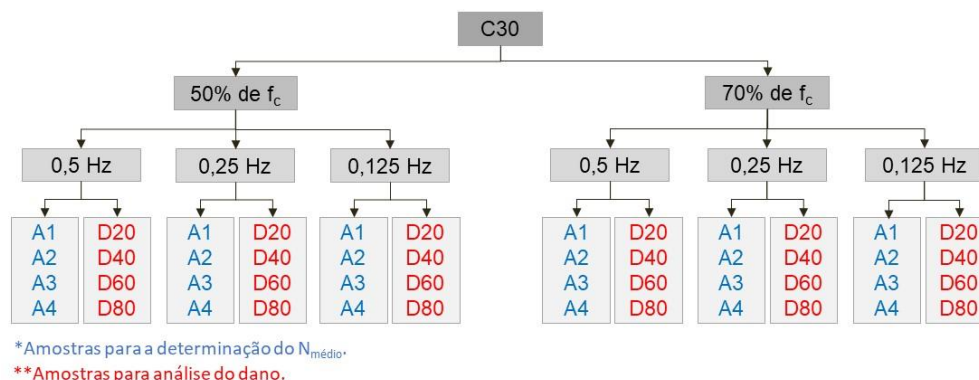 C30
50% de fc
70% de fc
0,5 Hz
0,25 Hz
0,125 Hz
0,5 Hz
0,25 Hz
0,125 Hz
A1 D20 A1 D20 A1 D20 A1 D20 A1 D20 A1 D20
A2 D40 A2 D40 A2 D40 A2 D40 A2 D40 A2 D40
A3 D60 A3 D60 A3 D60 A3 D60 A3 D60 A3 D60
A4 D80 A4 D80 A4 D80 A4 D80 A4 D80 A4 D80
*Amostras para a determinação do Nmédio.
**Amostras para análise do dano.